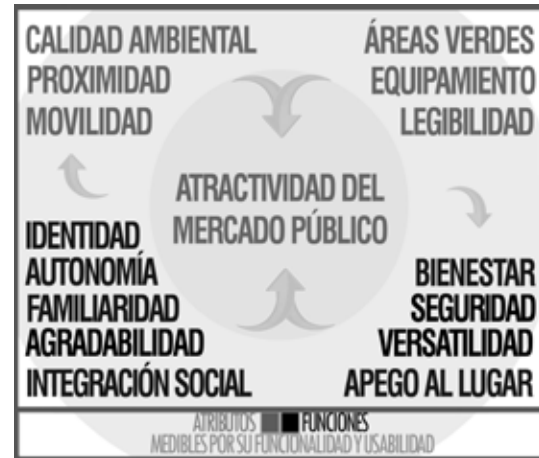 CALIDAD AMBIENTAL
PROXIMIDAD
MOVILIDAD
ÁREAS VERDES
EQUIPAMIENTO
LEGIBILIDAD
ATRACTIVIDAD DEL
MERCADO PÚBLICO
IDENTIDAD
AUTONOMÍA
FAMILIARIDAD
AGRADABILIDAD
INTEGRACIÓN SOCIAL
BIENESTAR
SEGURIDAD
VERSATILIDAD
APEGO AL LUGAR
ATRIBUTOS FUNCIONES
MEDIBLES POR SU FUNCIONALIDAD Y USABILIDAD